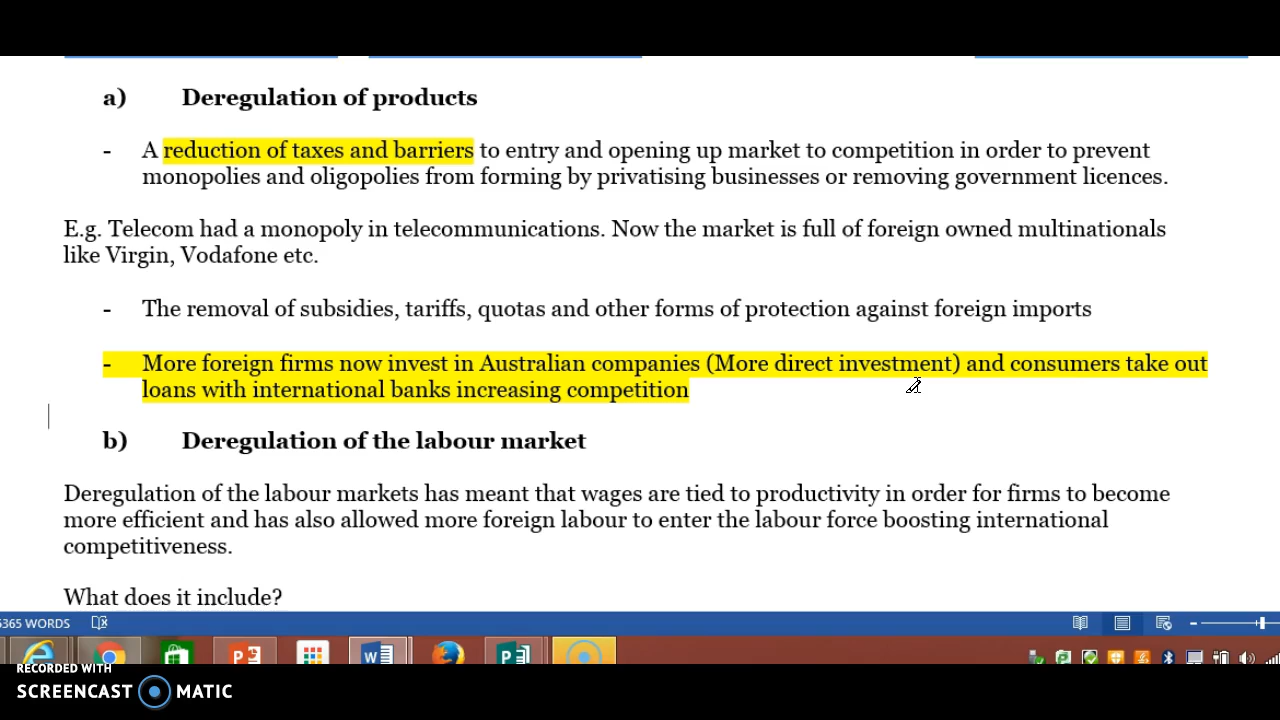 a) Deregulation of products
- A reduction of taxes and barriers to entry and opening up market to competition in order to prevent
monopolies and oligopolies from forming by privatising businesses or removing government licences.
E.g. Telecom had a monopoly in telecommunications. Now the market is full of foreign owned multinationals
like Virgin, Vodafone etc.
- The removal of subsidies, tariffs, quotas and other forms of protection against foreign imports
- More foreign firms now invest in Australian companies (More direct investment) and consumers take out
loans with international banks increasing competition
b) Deregulation of the labour market
Deregulation of the labour markets has meant that wages are tied to productivity in order for firms to become
more efficient and has also allowed more foreign labour to enter the labour force boosting international
competitiveness.
What does it include?
5365 WORDS
RECORDED WITH
SCREENCAST MATIC